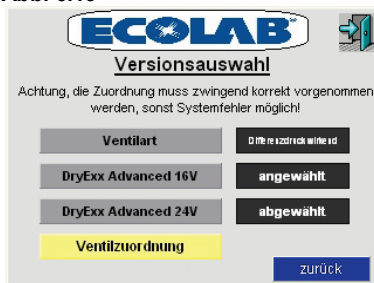 ECOLAB®
Versionsauswahl
Achtung, die Zuordnung muss zwingend korrekt vorgenommen
werden, sonst Systemfehler möglich!
Ventilart
Differenzdruckwirkend
DryExx Advanced 16V
angewählt
DryExx Advanced 24V
abgewählt
Ventilzuordnung
zurück